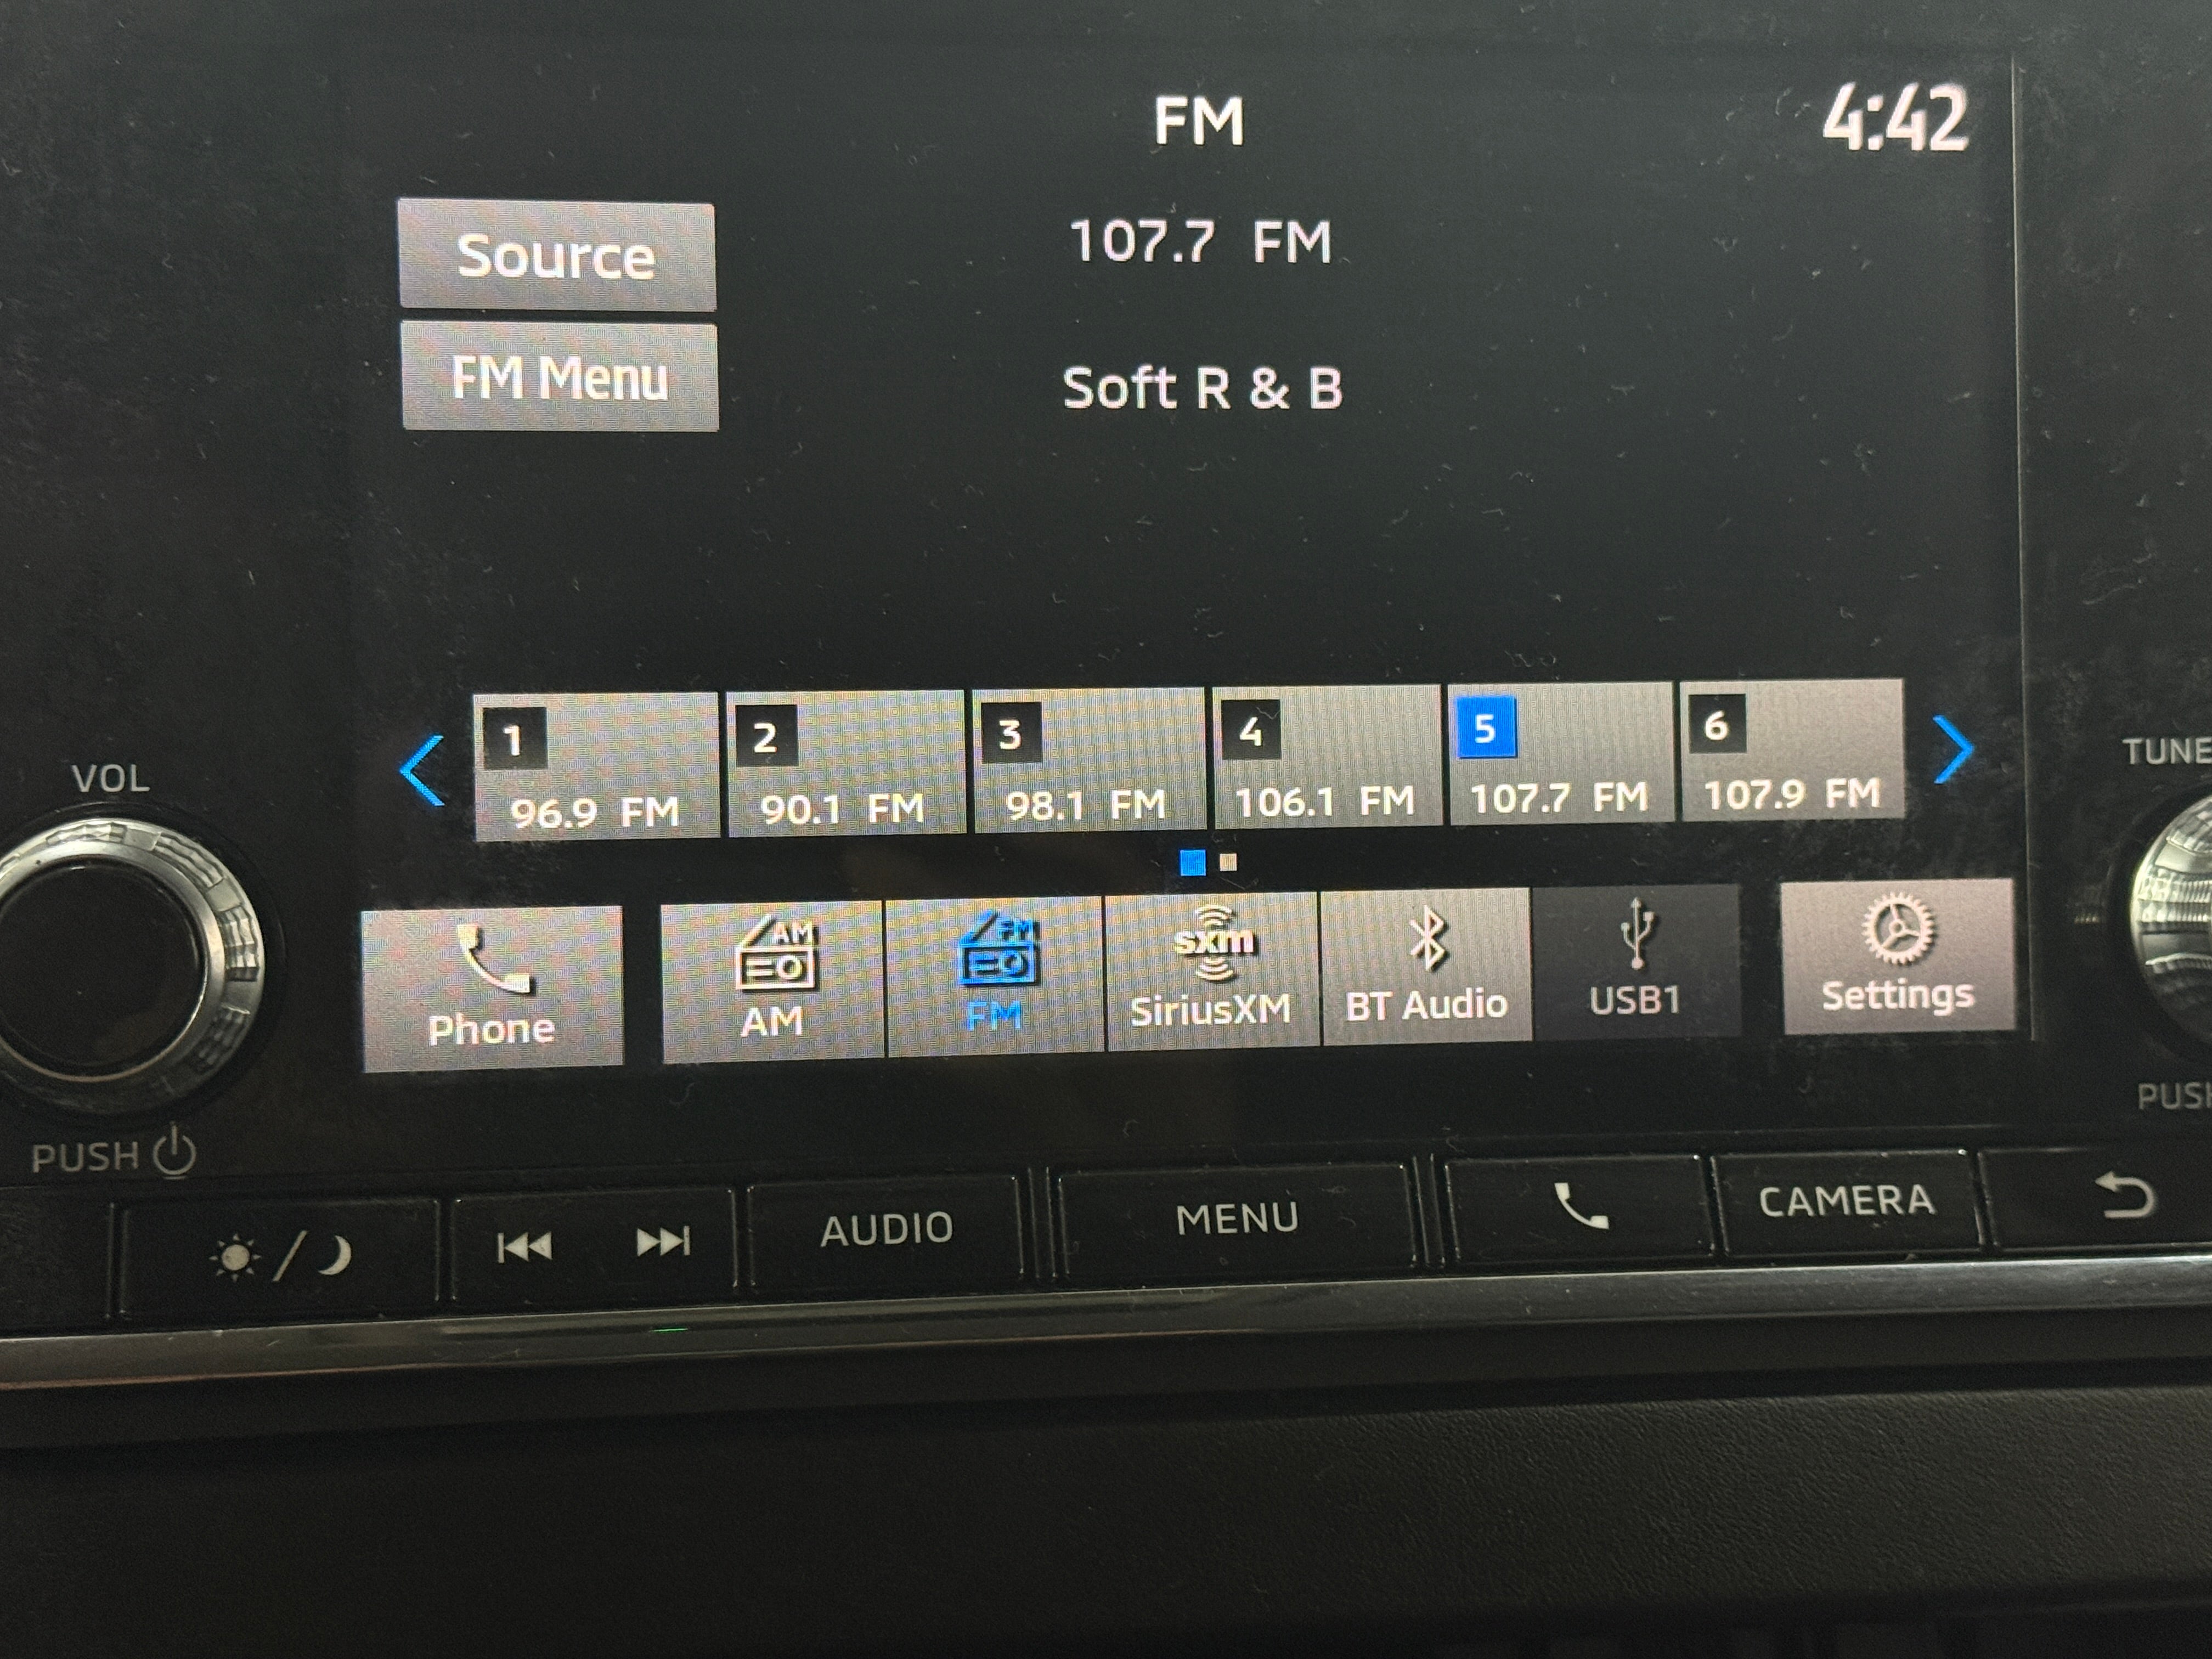 FM
4:42
Source
107.7 FM
FM Menu
Soft R & B
1 2 3 4 5 6
96.9 FM 90.1 FM 98.1 FM 106.1 FM 107.7 FM 107.9 FM
VOL
TUNE
AM FM sxm
Phone AM FM SiriusXM BT Audio USB1 Settings
PUSH
PUSH
AUDIO MENU CAMERA